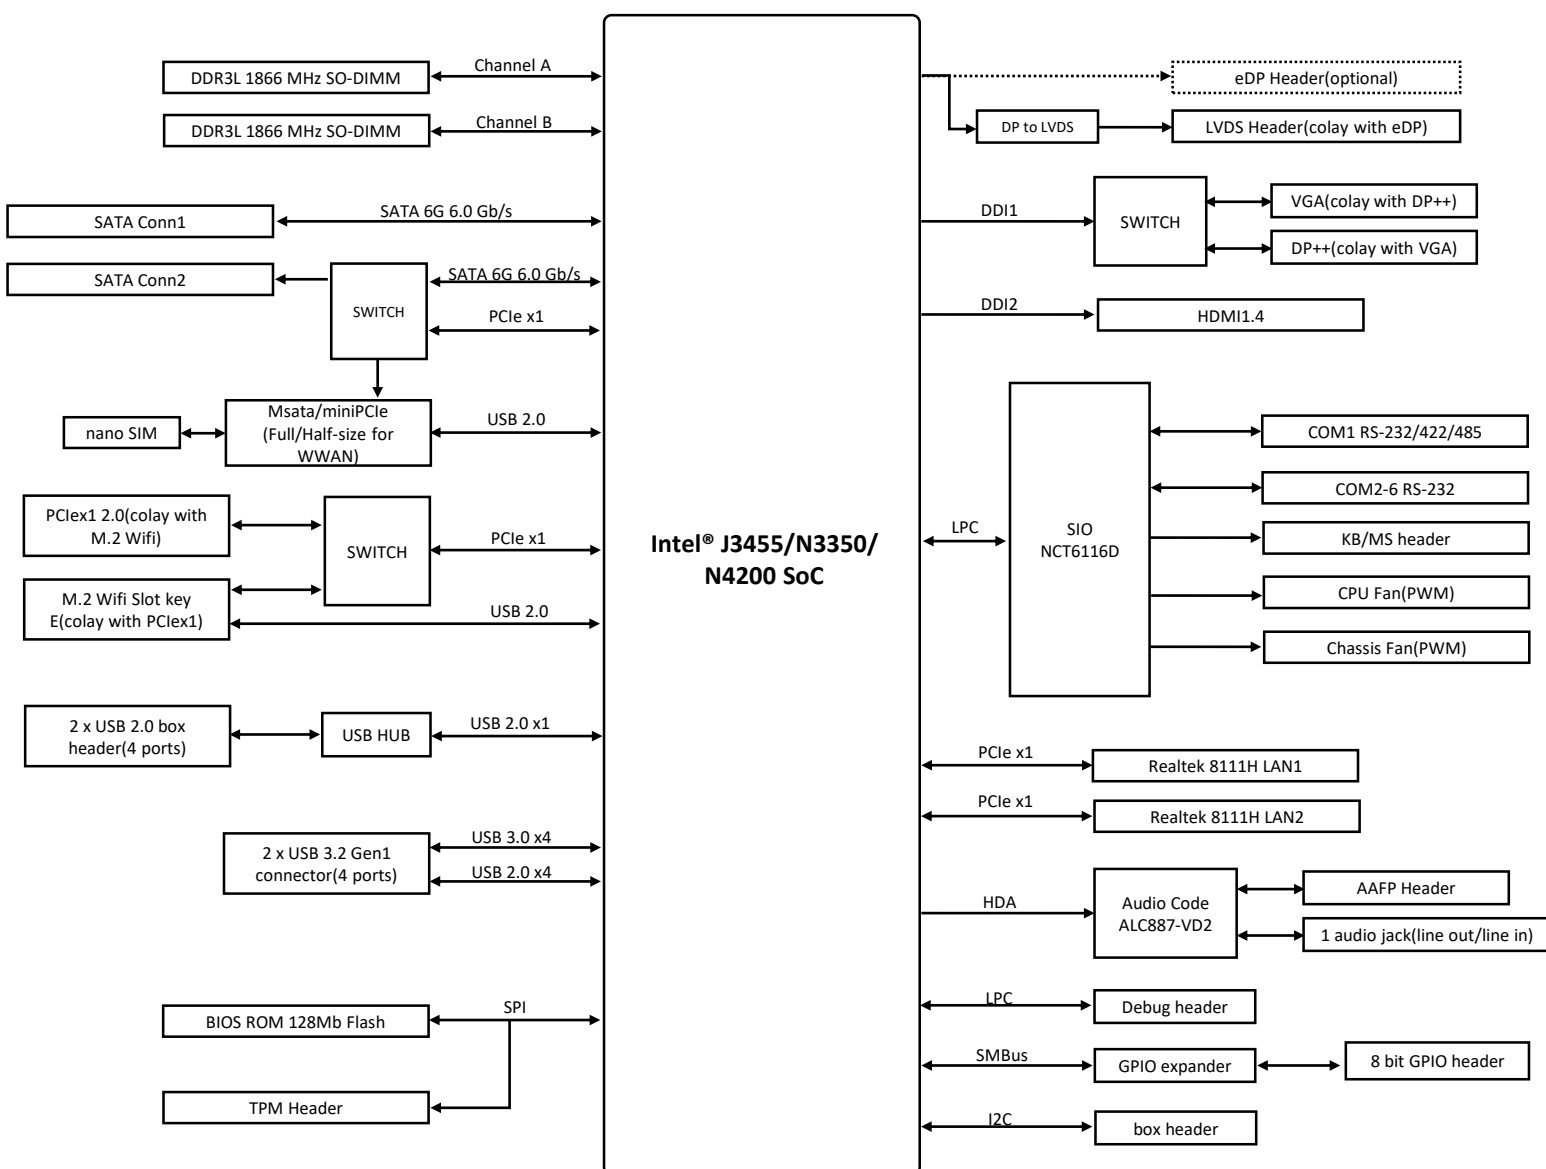 DDR3L 1866 MHz SO-DIMM
Channel A
DDR3L 1866 MHz SO-DIMM
Channel B
SATA Conn1
SATA 6G 6.0 Gb/s
SATA Conn2
SWITCH
SATA 6G 6.0 Gb/s
PCIe x1
nano SIM
Msata/miniPCIe
(Full/Half-size for
WWAN)
USB 2.0
PCIex1 2.0(colay with
M.2 Wifi)
SWITCH
PCIe x1
M.2 Wifi Slot key
E(colay with PCIex1)
USB 2.0
2 x USB 2.0 box
header(4 ports)
USB HUB
USB 2.0 x1
2 x USB 3.2 Gen1
connector(4 ports)
USB 3.0 x4
USB 2.0 x4
BIOS ROM 128Mb Flash
SPI
TPM Header
Intel® J3455/N3350/
N4200 SoC
eDP Header(optional)
DP to LVDS
LVDS Header(colay with eDP)
DDI1
SWITCH
VGA(colay with DP++)
DP++(colay with VGA)
DDI2
HDMI1.4
LPC
SIO
NCT6116D
COM1 RS-232/422/485
COM2-6 RS-232
KB/MS header
CPU Fan(PWM)
Chassis Fan(PWM)
PCIe x1
Realtek 8111H LAN1
PCIe x1
Realtek 8111H LAN2
HDA
Audio Code
ALC887-VD2
AAFP Header
1 audio jack(line out/line in)
LPC
Debug header
SMBus
GPIO expander
8 bit GPIO header
I2C
box header